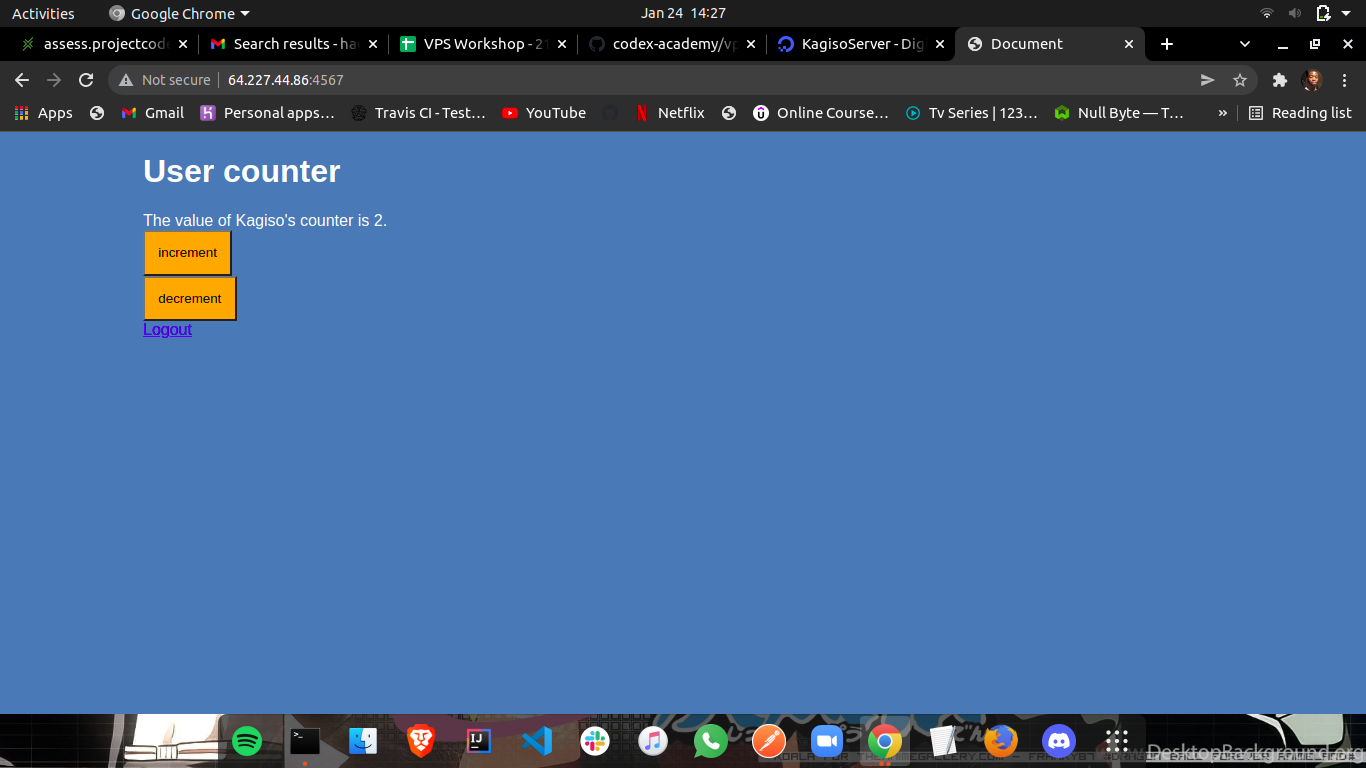 Activities Google Chrome Jan 24 14:27
assess.projectcod Search results - ha VPS Workshop - 21 codex-academy/vp KagisoServer - Dig Document
Not secure 64.227.44.86:4567
Apps Gmail Personal apps… Travis CI - Test… YouTube Netflix Online Course… Tv Series | 123… Null Byte — T… » Reading list
User counter
The value of Kagiso's counter is 2.
increment
decrement
Logout
DesktopBackground.org